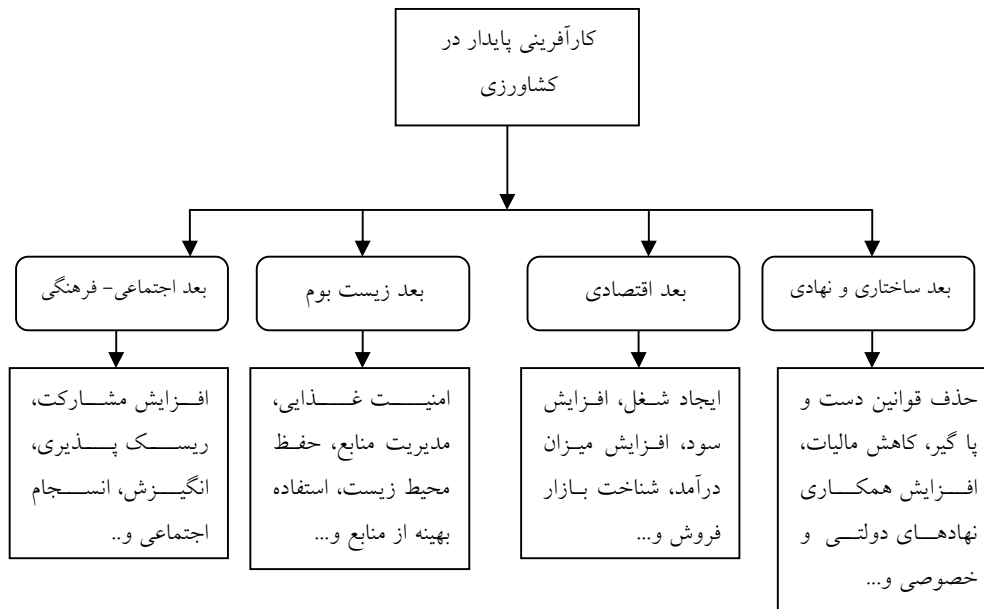 کارآفرینی پایدار در
کشاورزی
بعد ساختاری و نهادی
بعد اقتصادی
بعد زیست بوم
بعد اجتماعی- فرهنگی
حذف قوانین دست و
پا گیر، کاهش مالیات،
افزایش همکاری
نهادهای دولتی و
خصوصی و...
ایجاد شغل، افزایش
سود، افزایش میزان
درآمد، شناخت بازار
فروش و...
امنیت غذایی،
مدیریت منابع، حفظ
محیط زیست، استفاده
بهینه از منابع و...
افزایش مشارکت،
ریسک پذیری،
انگیزش، انسجام
اجتماعی و..